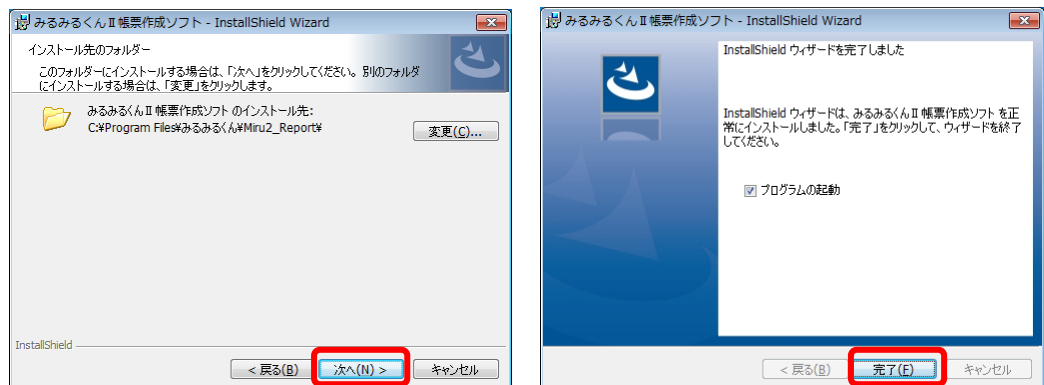 みるみるくんⅡ帳票作成ソフト - InstallShield Wizard
インストール先のフォルダー
このフォルダーにインストールする場合は、「次へ」をクリックしてください。別のフォルダ
にインストールする場合は、「変更」をクリックします。
みるみるくんⅡ帳票作成ソフト のインストール先:
C:¥Program Files¥みるみるくん¥Miru2_Report¥
変更(C)...
InstallShield
< 戻る(B)
次へ(N) >
キャンセル
みるみるくんⅡ帳票作成ソフト - InstallShield Wizard
InstallShield ウィザードを完了しました
InstallShield ウィザードは、みるみるくんⅡ帳票作成ソフト を正
常にインストールしました。「完了」をクリックして、ウィザードを終了
してください。
プログラムの起動
< 戻る(B)
完了(F)
キャンセル